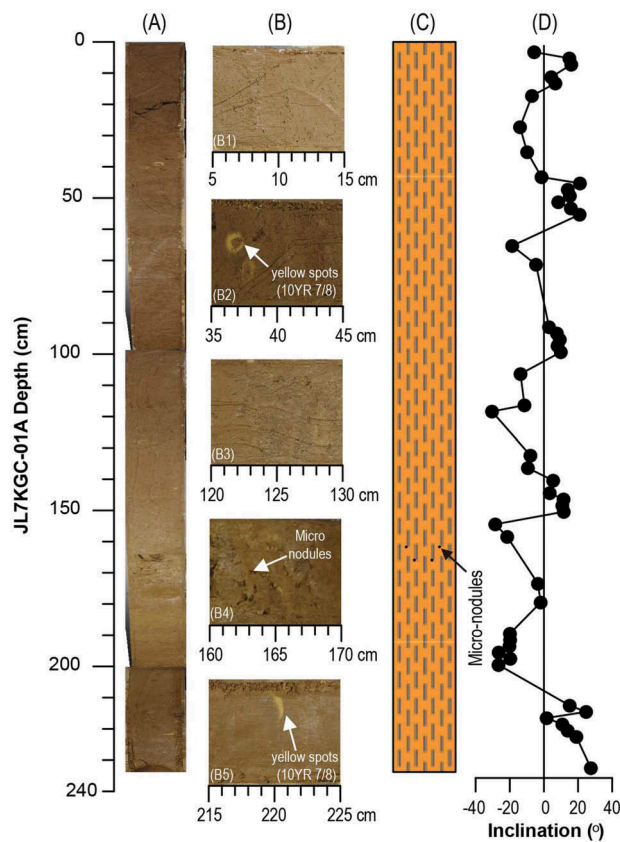 (A)
(B)
(C)
(D)
0
50
100
150
200
240
JL7KGC-01A Depth (cm)
(B1)
5
10
15 cm
yellow spots
(10YR 7/8)
(B2)
35
40
45 cm
(B3)
120
125
130 cm
Micro
nodules
(B4)
160
165
170 cm
yellow spots
(10YR 7/8)
(B5)
215
220
225 cm
Micro-nodules
-40
-20
0
20
40
Inclination (o)